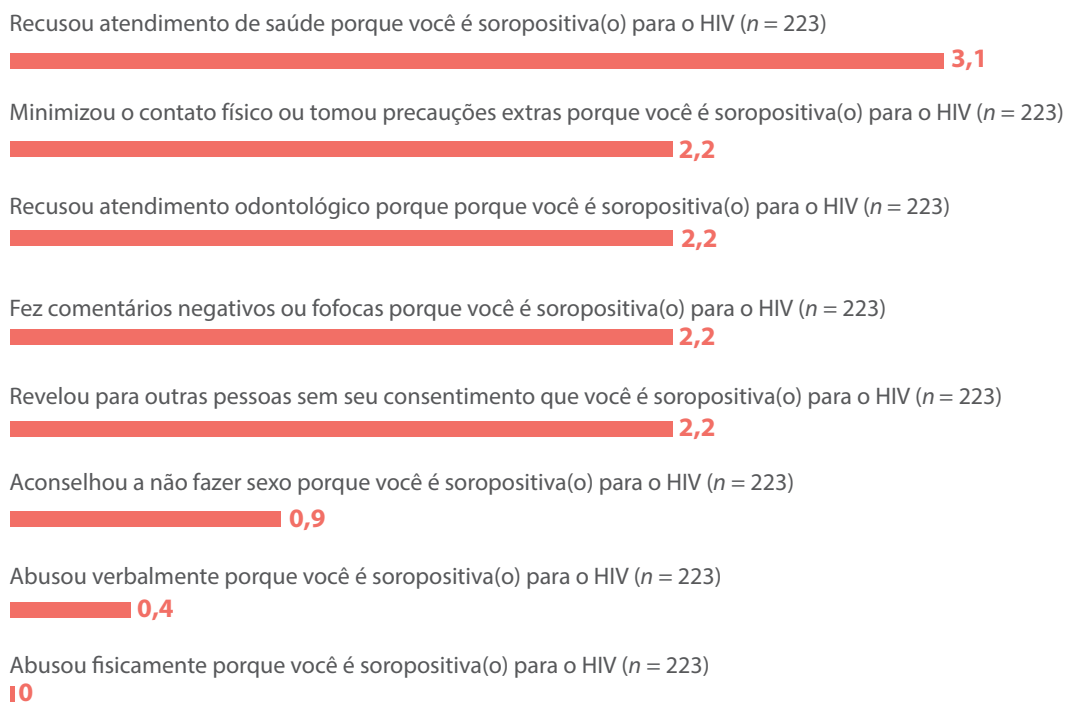 Recusou atendimento de saúde porque você é soropositiva(o) para o HIV (n = 223)
3,1
Minimizou o contato físico ou tomou precauções extras porque você é soropositiva(o) para o HIV (n = 223)
2,2
Recusou atendimento odontológico porque porque você é soropositiva(o) para o HIV (n = 223)
2,2
Fez comentários negativos ou fofocas porque você é soropositiva(o) para o HIV (n = 223)
2,2
Revelou para outras pessoas sem seu consentimento que você é soropositiva(o) para o HIV (n = 223)
2,2
Aconselhou a não fazer sexo porque você é soropositiva(o) para o HIV (n = 223)
0,9
Abusou verbalmente porque você é soropositiva(o) para o HIV (n = 223)
0,4
Abusou fisicamente porque você é soropositiva(o) para o HIV (n = 223)
0